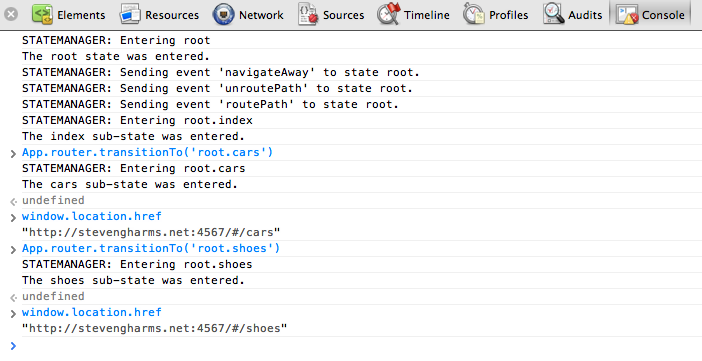 Elements Resources Network Sources Timeline Profiles Audits Console
STATEMANAGER: Entering root
The root state was entered.
STATEMANAGER: Sending event 'navigateAway' to state root.
STATEMANAGER: Sending event 'unroutePath' to state root.
STATEMANAGER: Sending event 'routePath' to state root.
STATEMANAGER: Entering root.index
The index sub-state was entered.
App.router.transitionTo('root.cars')
STATEMANAGER: Entering root.cars
The cars sub-state was entered.
undefined
window.location.href
"http://stevengharms.net:4567/#/cars"
App.router.transitionTo('root.shoes')
STATEMANAGER: Entering root.shoes
The shoes sub-state was entered.
undefined
window.location.href
"http://stevengharms.net:4567/#/shoes"